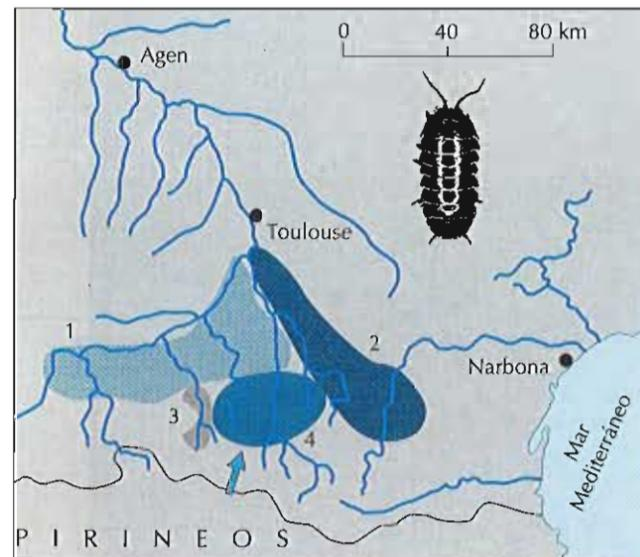 0 40 80 km
Agen
Toulouse
1
2
Narbona
3
4
Mar
Mediterráneo
PIRINEOS